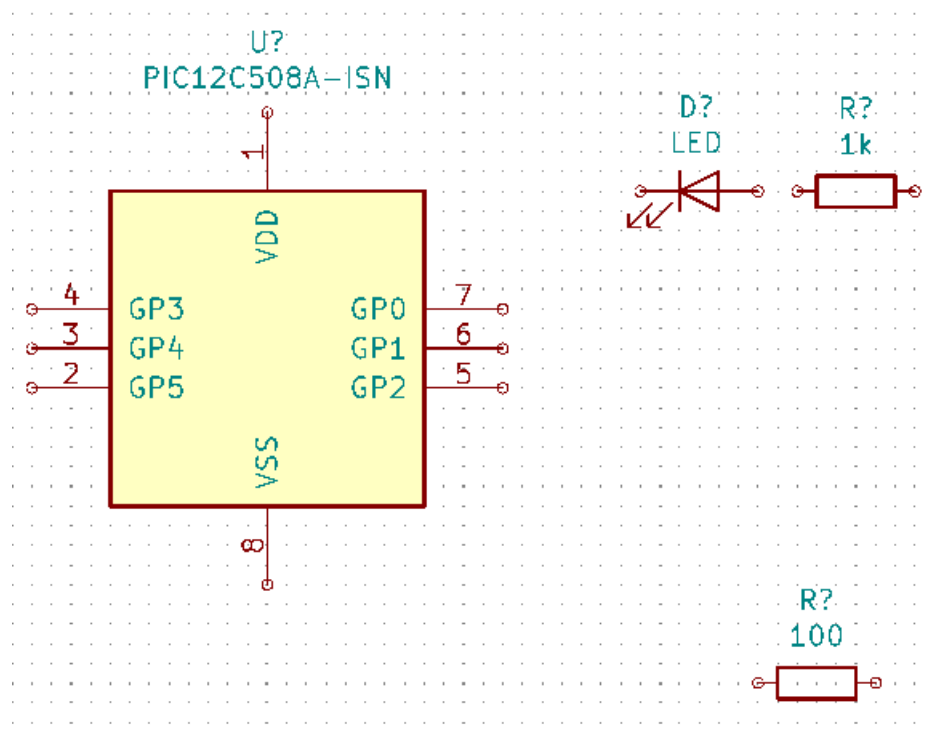 U?
PIC12C508A-ISN
D?
LED
R?
1k
1
VDD
4
GP3
GP0
7
3
GP4
GP1
6
2
GP5
GP2
5
VSS
8
R?
100